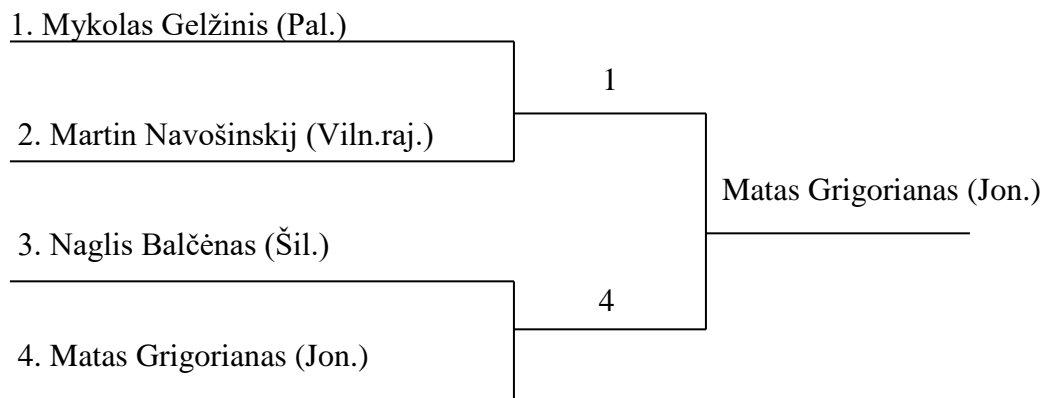 1. Mykolas Gelžinis (Pal.)
1
2. Martin Navošinskij (Viln.raj.)
Matas Grigorianas (Jon.)
3. Naglis Balčėnas (Šil.)
4
4. Matas Grigorianas (Jon.)